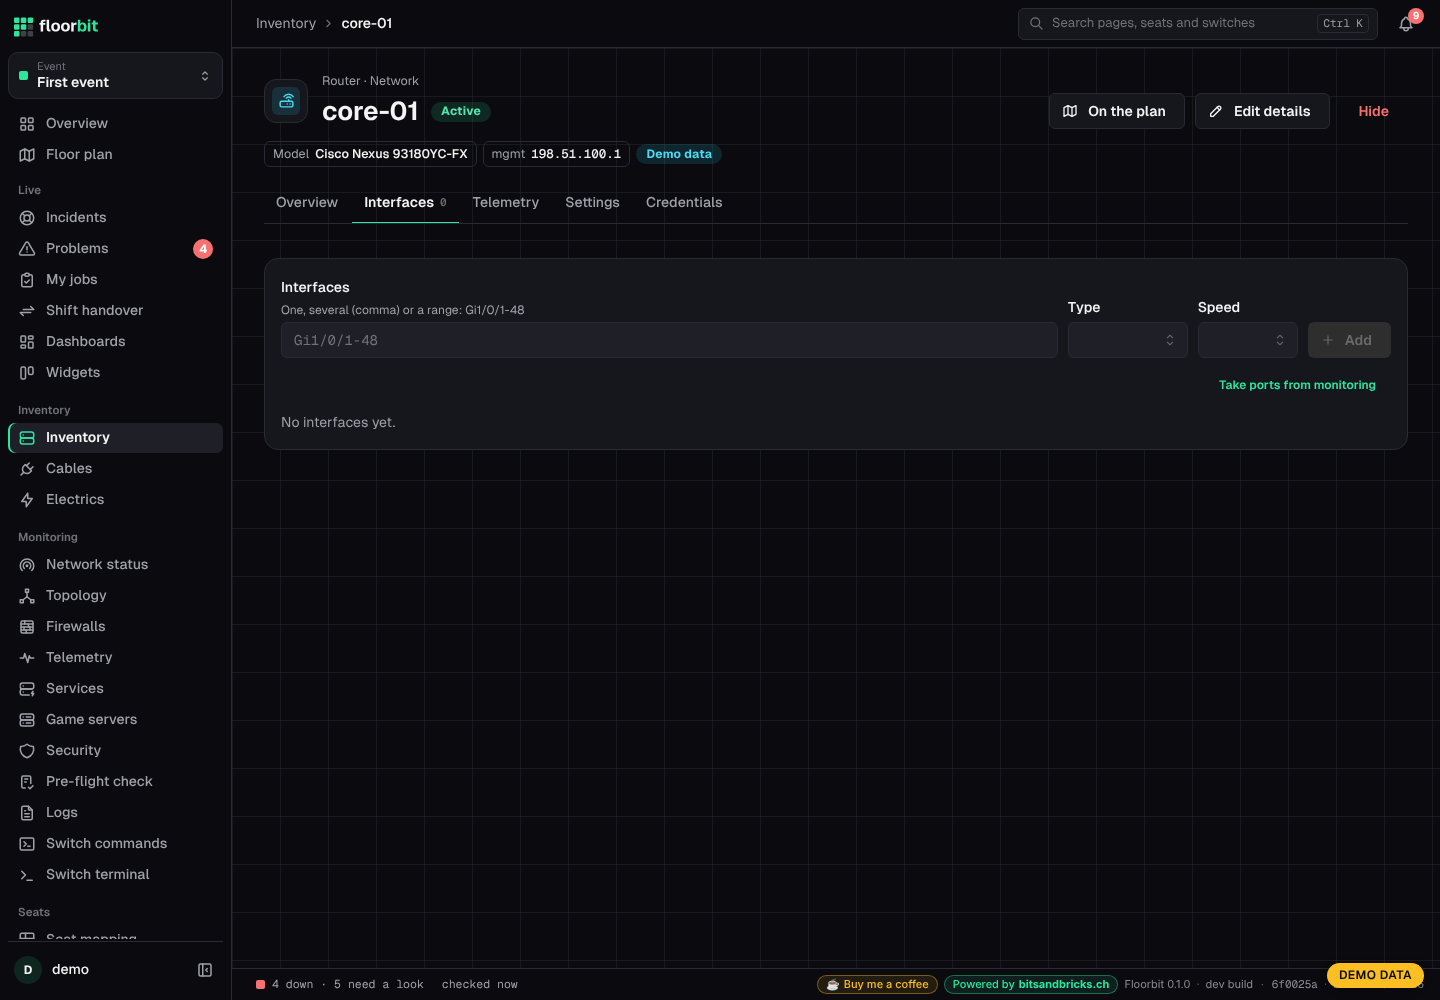 floorbit
Event
First event
Overview
Floor plan
Live
Incidents
Problems
4
My jobs
Shift handover
Dashboards
Widgets
Inventory
Inventory
Cables
Electrics
Monitoring
Network status
Topology
Firewalls
Telemetry
Services
Game servers
Security
Pre-flight check
Logs
Switch commands
Switch terminal
Seats
Seat mapping
D demo
Inventory > core-01
Search pages, seats and switches Ctrl K
9
Router · Network
core-01 Active
On the plan
Edit details
Hide
Model Cisco Nexus 93180YC-FX mgmt 198.51.100.1 Demo data
Overview Interfaces 0 Telemetry Settings Credentials
Interfaces
One, several (comma) or a range: Gi1/0/1-48
Type
Speed
Gi1/0/1-48
+ Add
Take ports from monitoring
No interfaces yet.
4 down · 5 need a look checked now
Buy me a coffee
Powered by bitsandbricks.ch
Floorbit 0.1.0 · dev build · 6f0025a ·
DEMO DATA